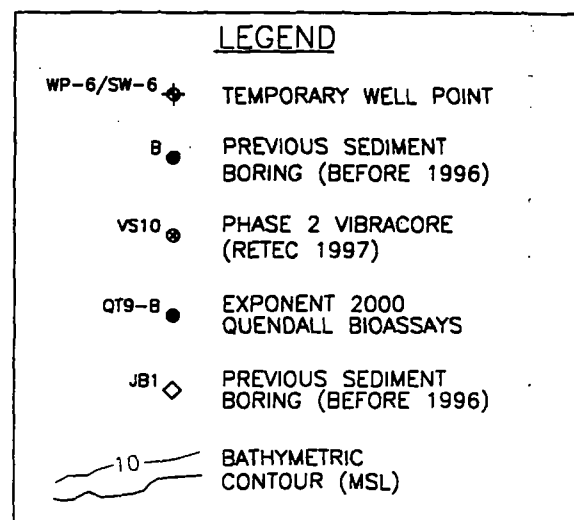 LEGEND
WP-6/SW-6 TEMPORARY WELL POINT
B PREVIOUS SEDIMENT
BORING (BEFORE 1996)
VS10 PHASE 2 VIBRACORE
(RETEC 1997)
QT9-B EXPONENT 2000
QUENDALL BIOASSAYS
JB1 PREVIOUS SEDIMENT
BORING (BEFORE 1996)
10 BATHYMETRIC
CONTOUR (MSL)